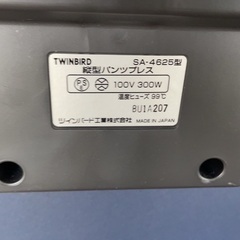 TWINBIRD SA-4625型
縦型パンツプレス
100V 300W
温度ヒューズ 99℃
BU1A207
ツインバード工業株式会社 MADE IN JAPAN